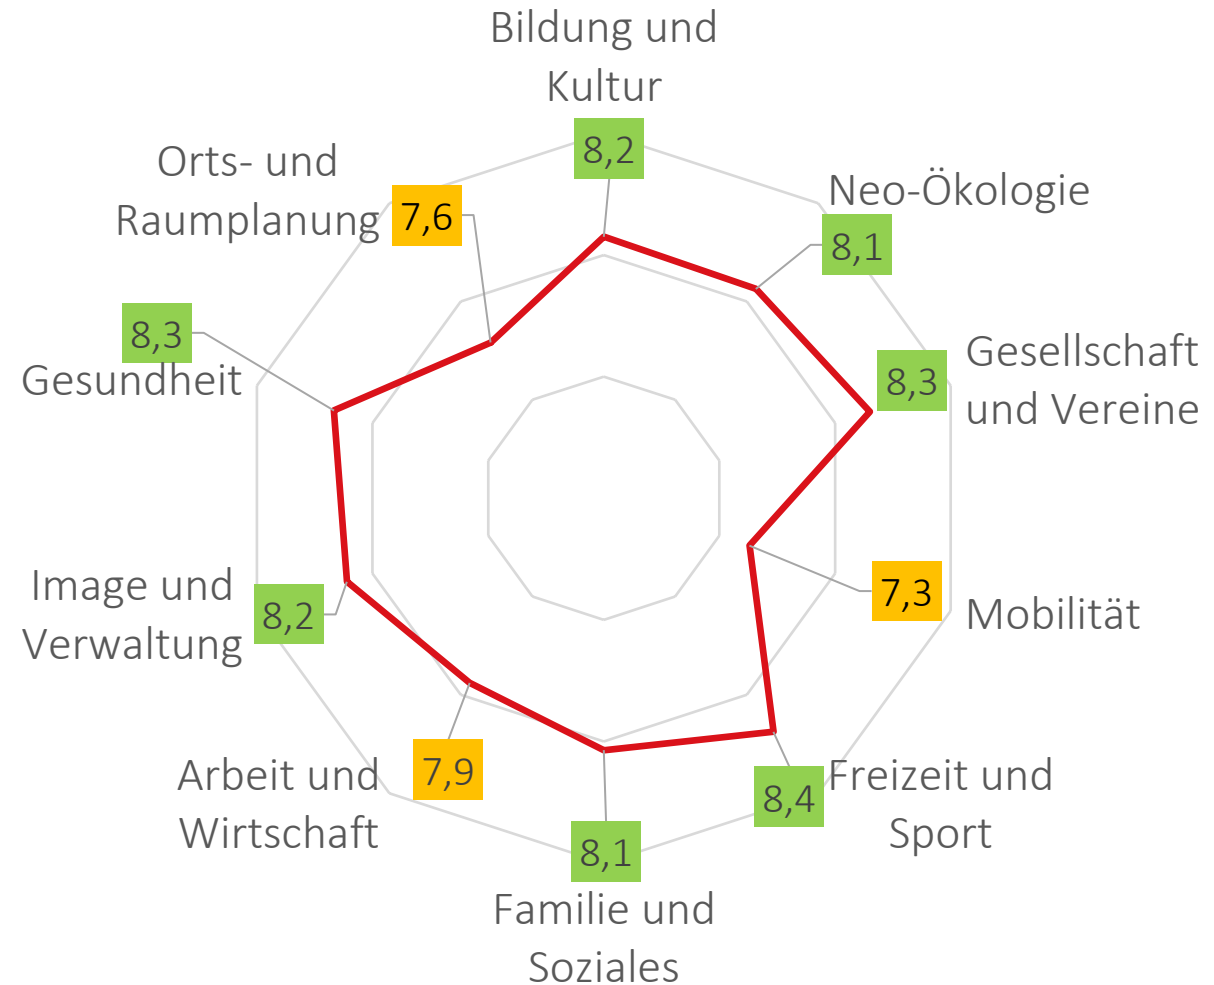 Bildung und
Kultur
8,2
Neo-Ökologie
8,1
Gesellschaft
und Vereine
8,3
Mobilität
7,3
Freizeit und
Sport
8,4
Familie und
Soziales
8,1
Arbeit und
Wirtschaft
7,9
Image und
Verwaltung
8,2
Gesundheit
8,3
Orts- und
Raumplanung
7,6